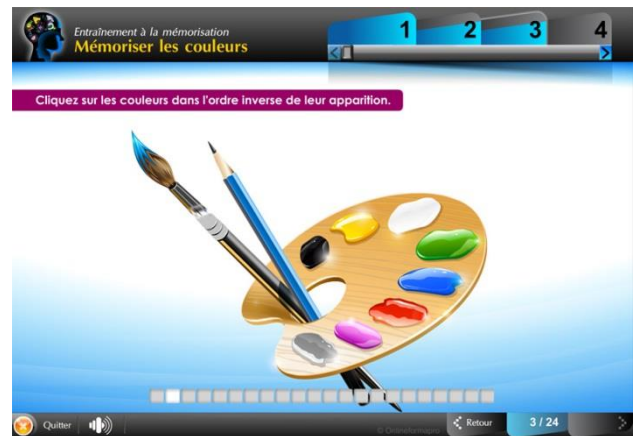 Entraînement à la mémorisation
Mémoriser les couleurs
1
2
3
4
Cliquez sur les couleurs dans l'ordre inverse de leur apparition.
Quitter
© Onlineformapro
Retour
3 / 24